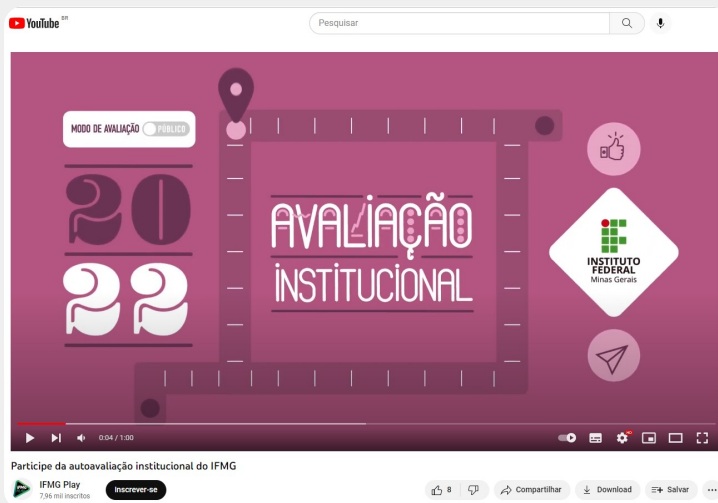 YouTube BR
Pesquisar
MODO DE AVALIAÇÃO PÚBLICO
20
22
AVALIAÇÃO
INSTITUCIONAL
INSTITUTO
FEDERAL
Minas Gerais
0:04 / 1:00
HD
Participe da autoavaliação institucional do IFMG
IFMG Play
7,96 mil inscritos
Inscrever-se
8
Compartilhar
Download
Salvar